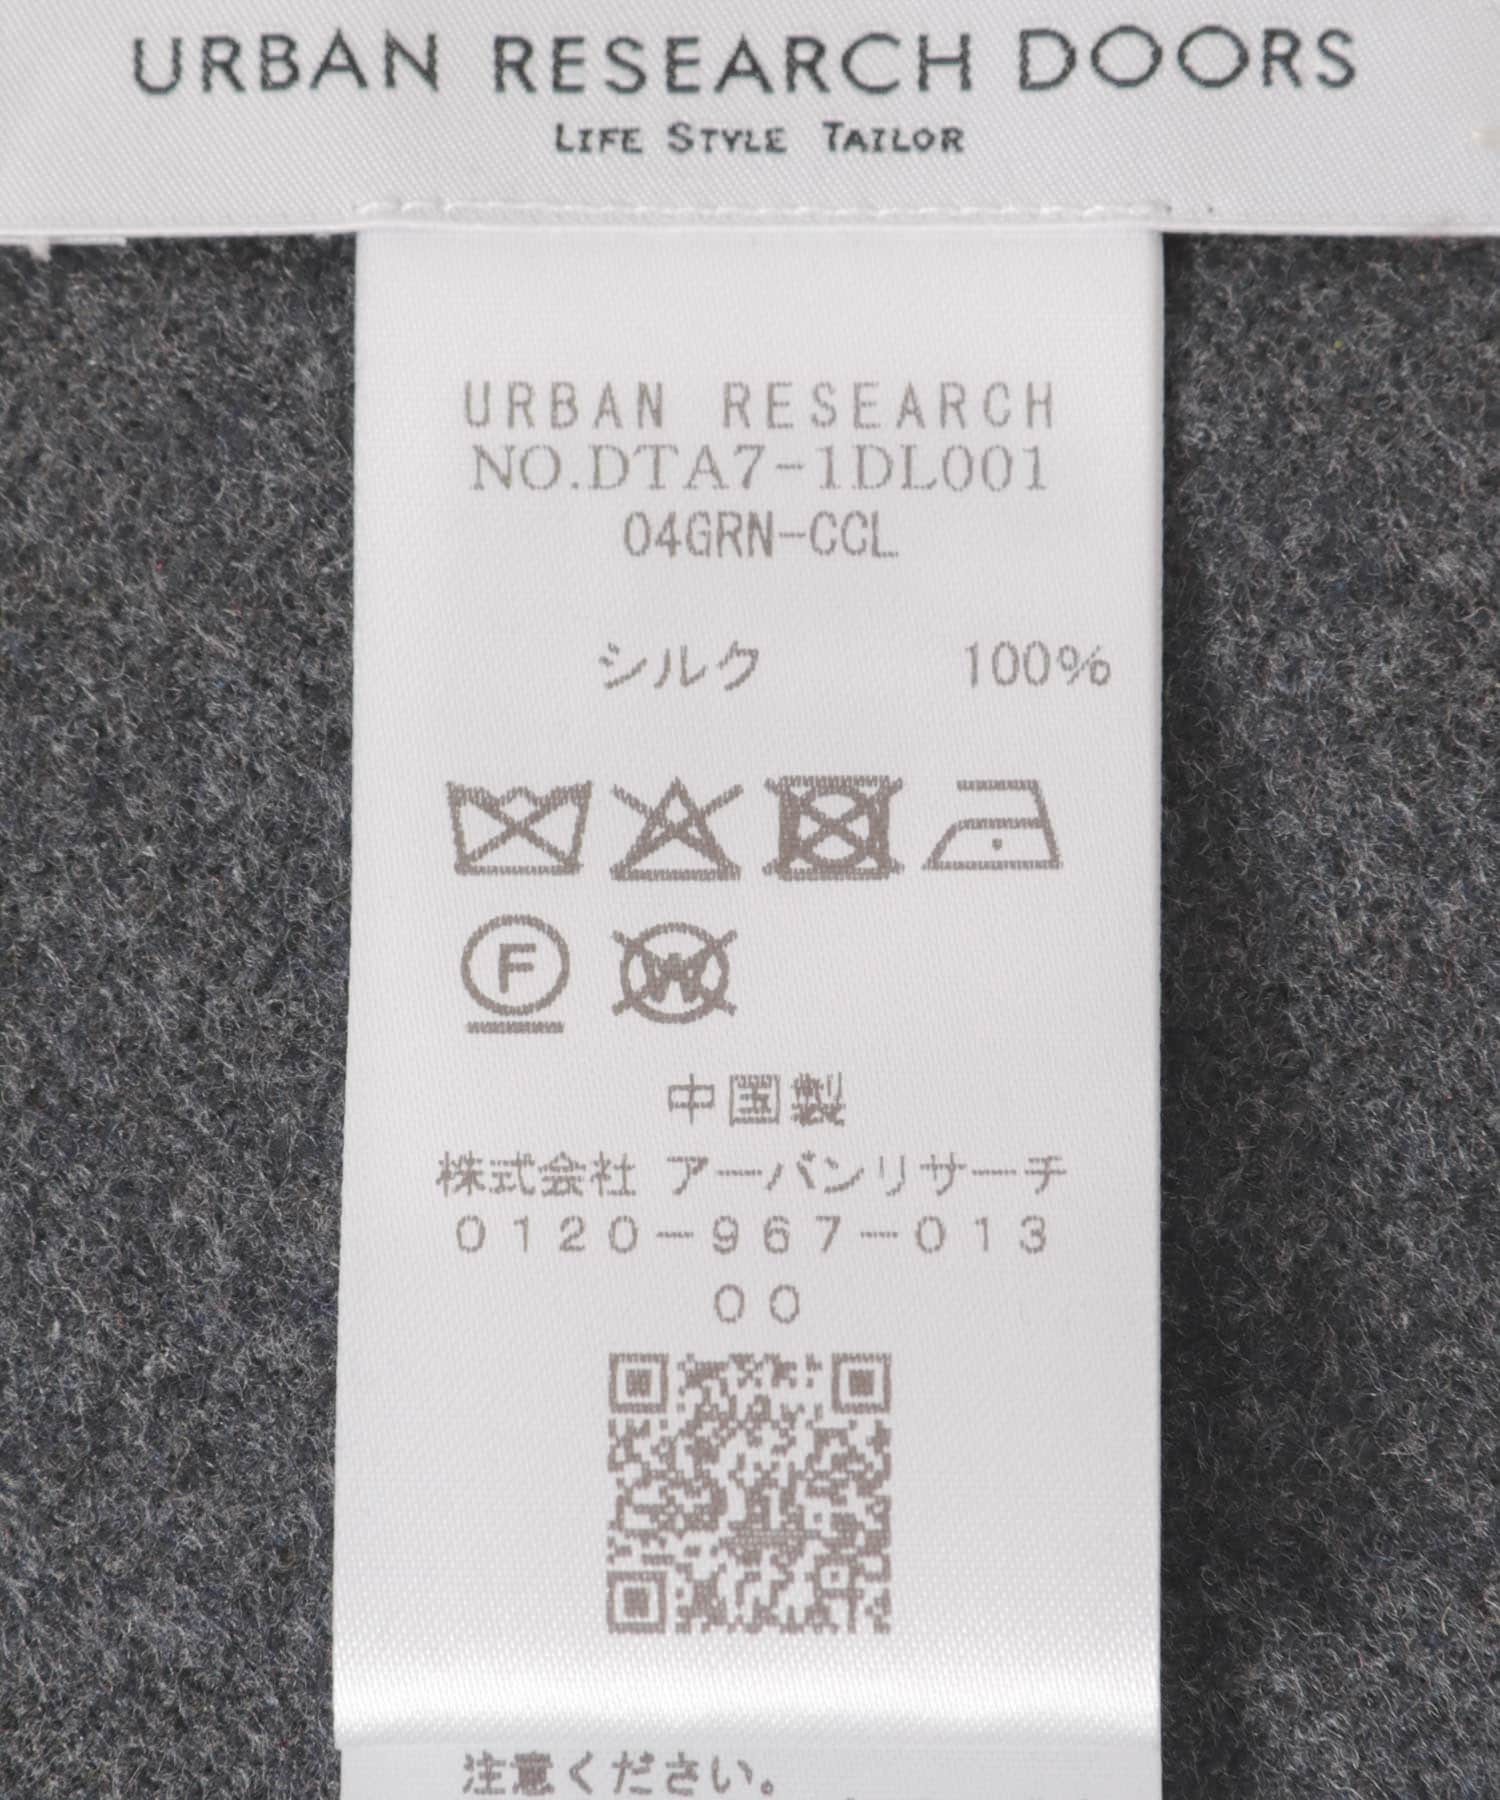 URBAN RESEARCH DOORS
LIFE STYLE TAILOR
URBAN RESEARCH
NO.DTA7-1DL001
04GRN-CCL
シルク 100%
F W
中国製
株式会社 アーバンリサーチ
0120-967-013
00
注意ください。